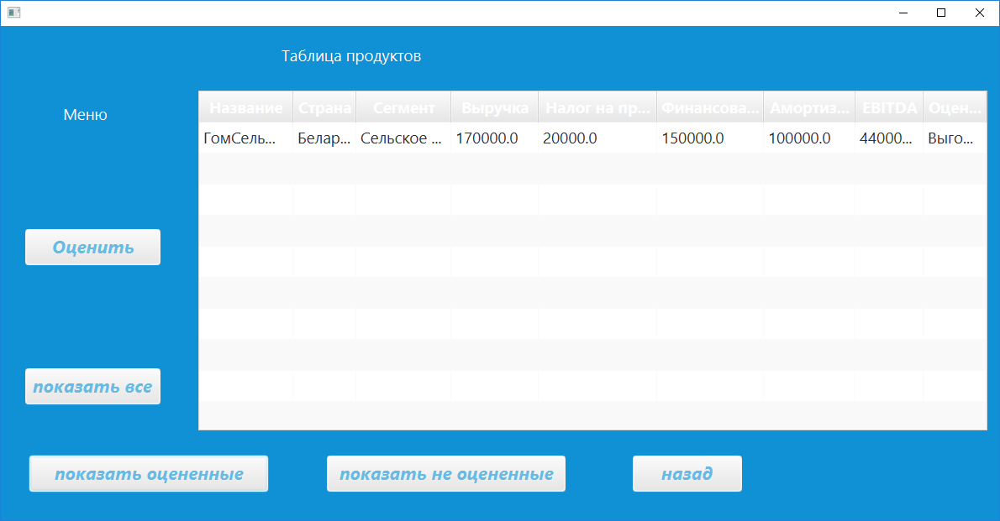 Таблица продуктов
Меню
Название Страна Сегмент Выручка Налог на пр... Финансова... Амортиз... EBITDA Оцен...
ГомСель... Белар... Сельское ... 170000.0 20000.0 150000.0 100000.0 44000... Выго...
Оценить
показать все
показать оцененные показать не оцененные назад